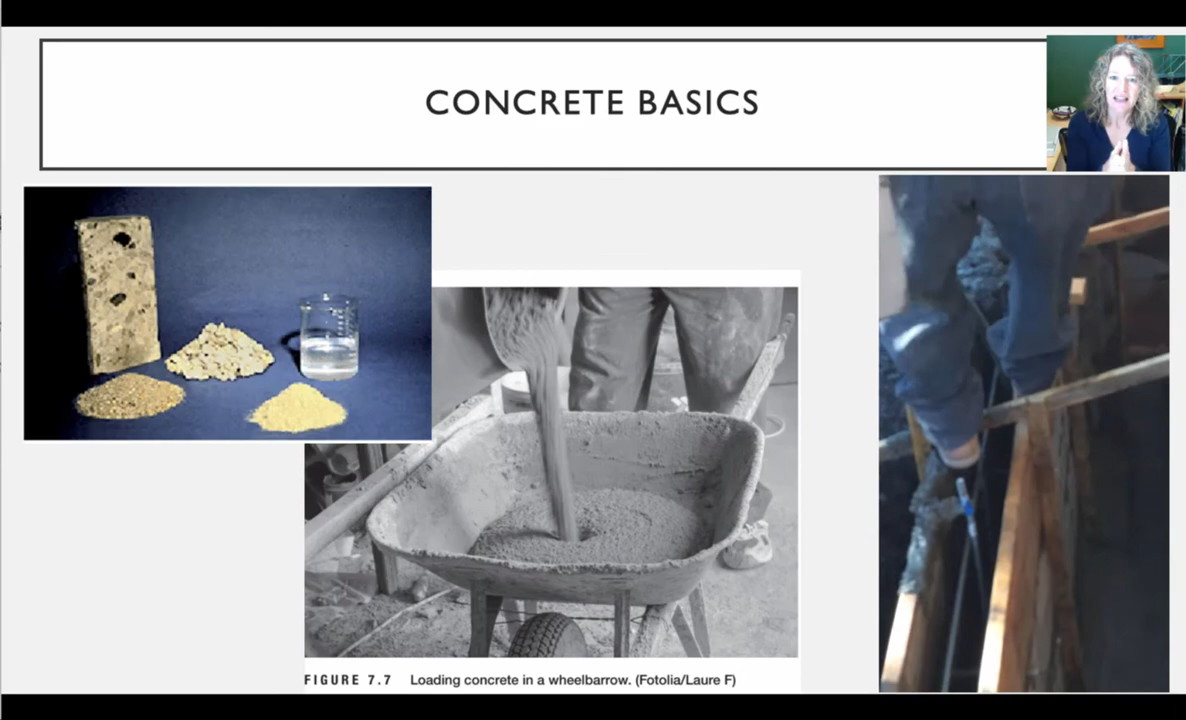 CONCRETE BASICS
FIGURE 7.7 Loading concrete in a wheelbarrow. (Fotolia/Laure F)